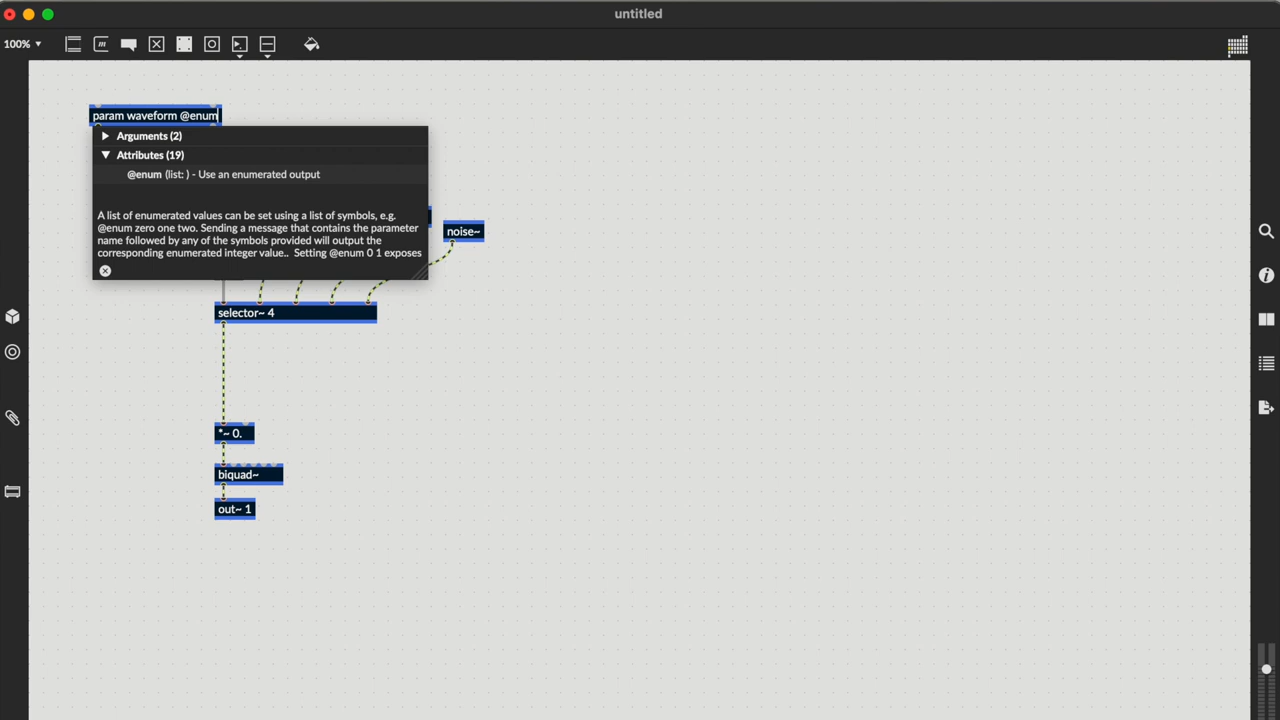 untitled
100%
m
param waveform @enum
Arguments (2)
Attributes (19)
@enum (list: ) - Use an enumerated output
A list of enumerated values can be set using a list of symbols, e.g.
@enum zero one two. Sending a message that contains the parameter
name followed by any of the symbols provided will output the
corresponding enumerated integer value.. Setting @enum 0 1 exposes
noise~
selector~ 4
*~ 0.
biquad~
out~ 1